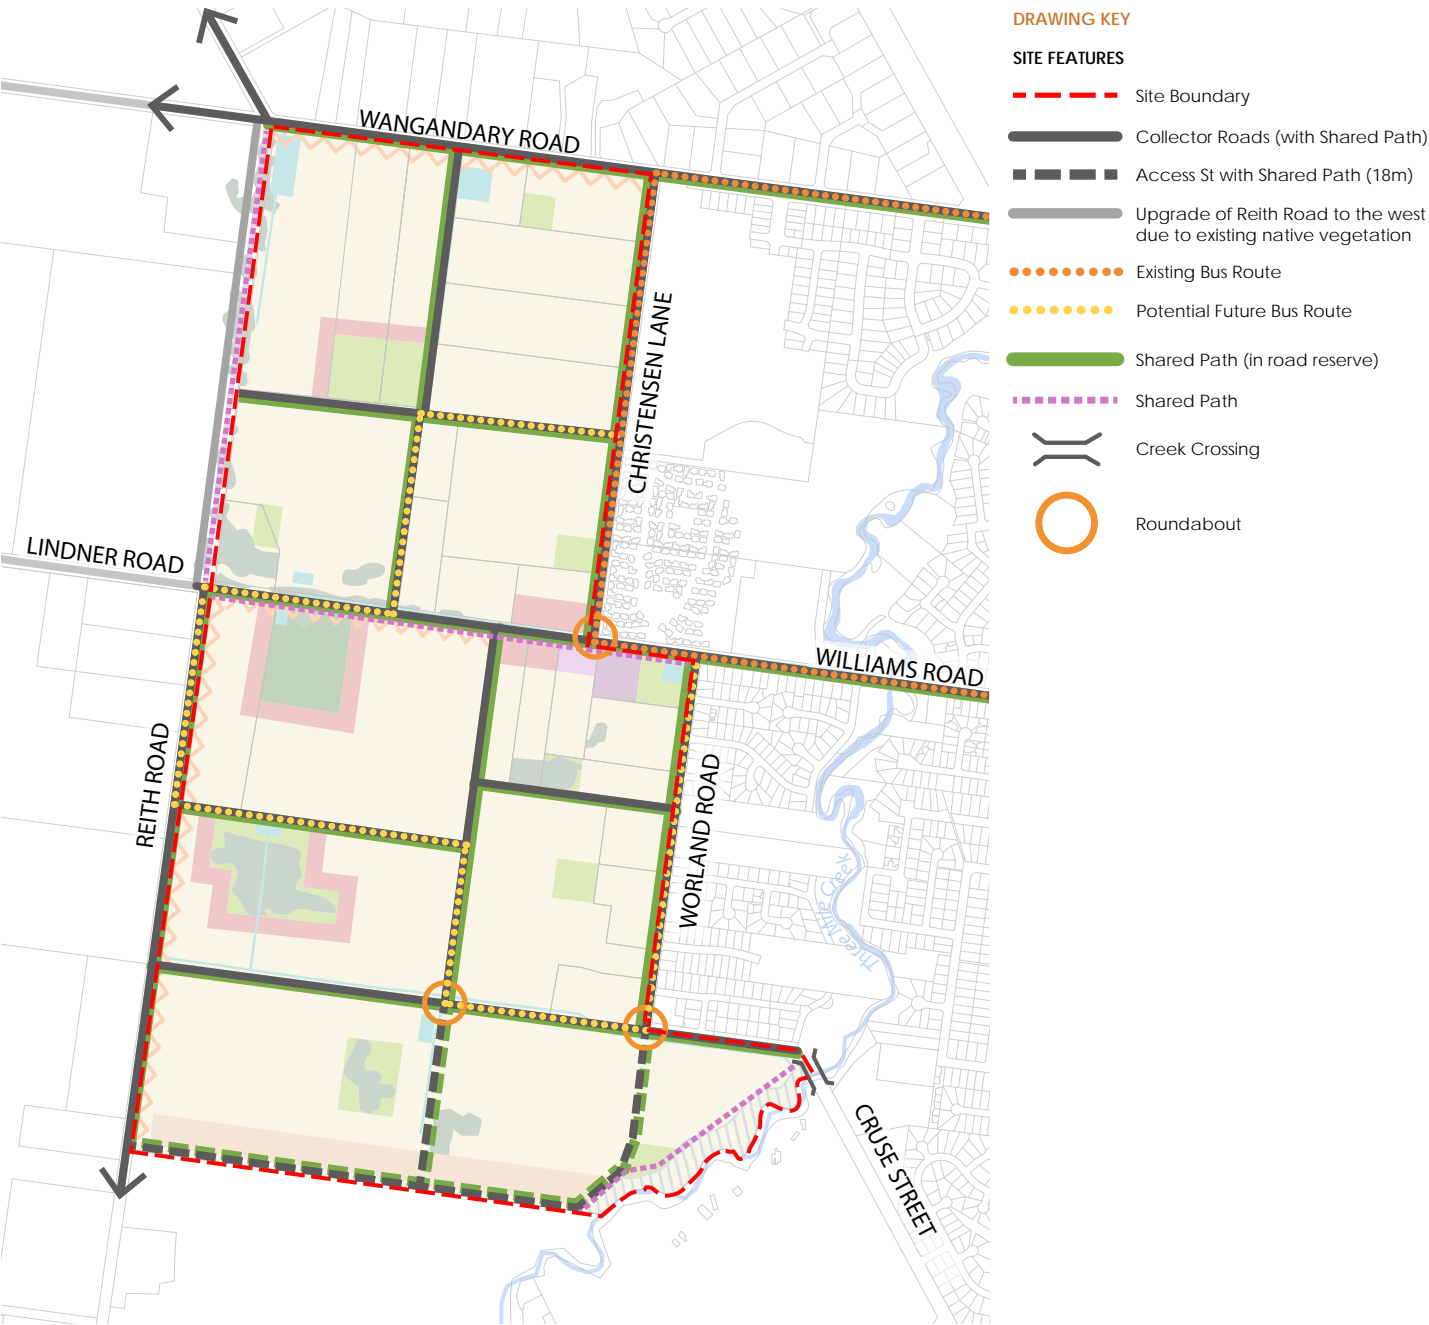 WANGANDARY ROAD
CHRISTENSEN LANE
LINDNER ROAD
WILLIAMS ROAD
REITH ROAD
WORLAND ROAD
Three Mile Creek
CRUSE STREET
DRAWING KEY
SITE FEATURES
Site Boundary
Collector Roads (with Shared Path)
Access St with Shared Path (18m)
Upgrade of Reith Road to the west
due to existing native vegetation
Existing Bus Route
Potential Future Bus Route
Shared Path (in road reserve)
Shared Path
Creek Crossing
Roundabout